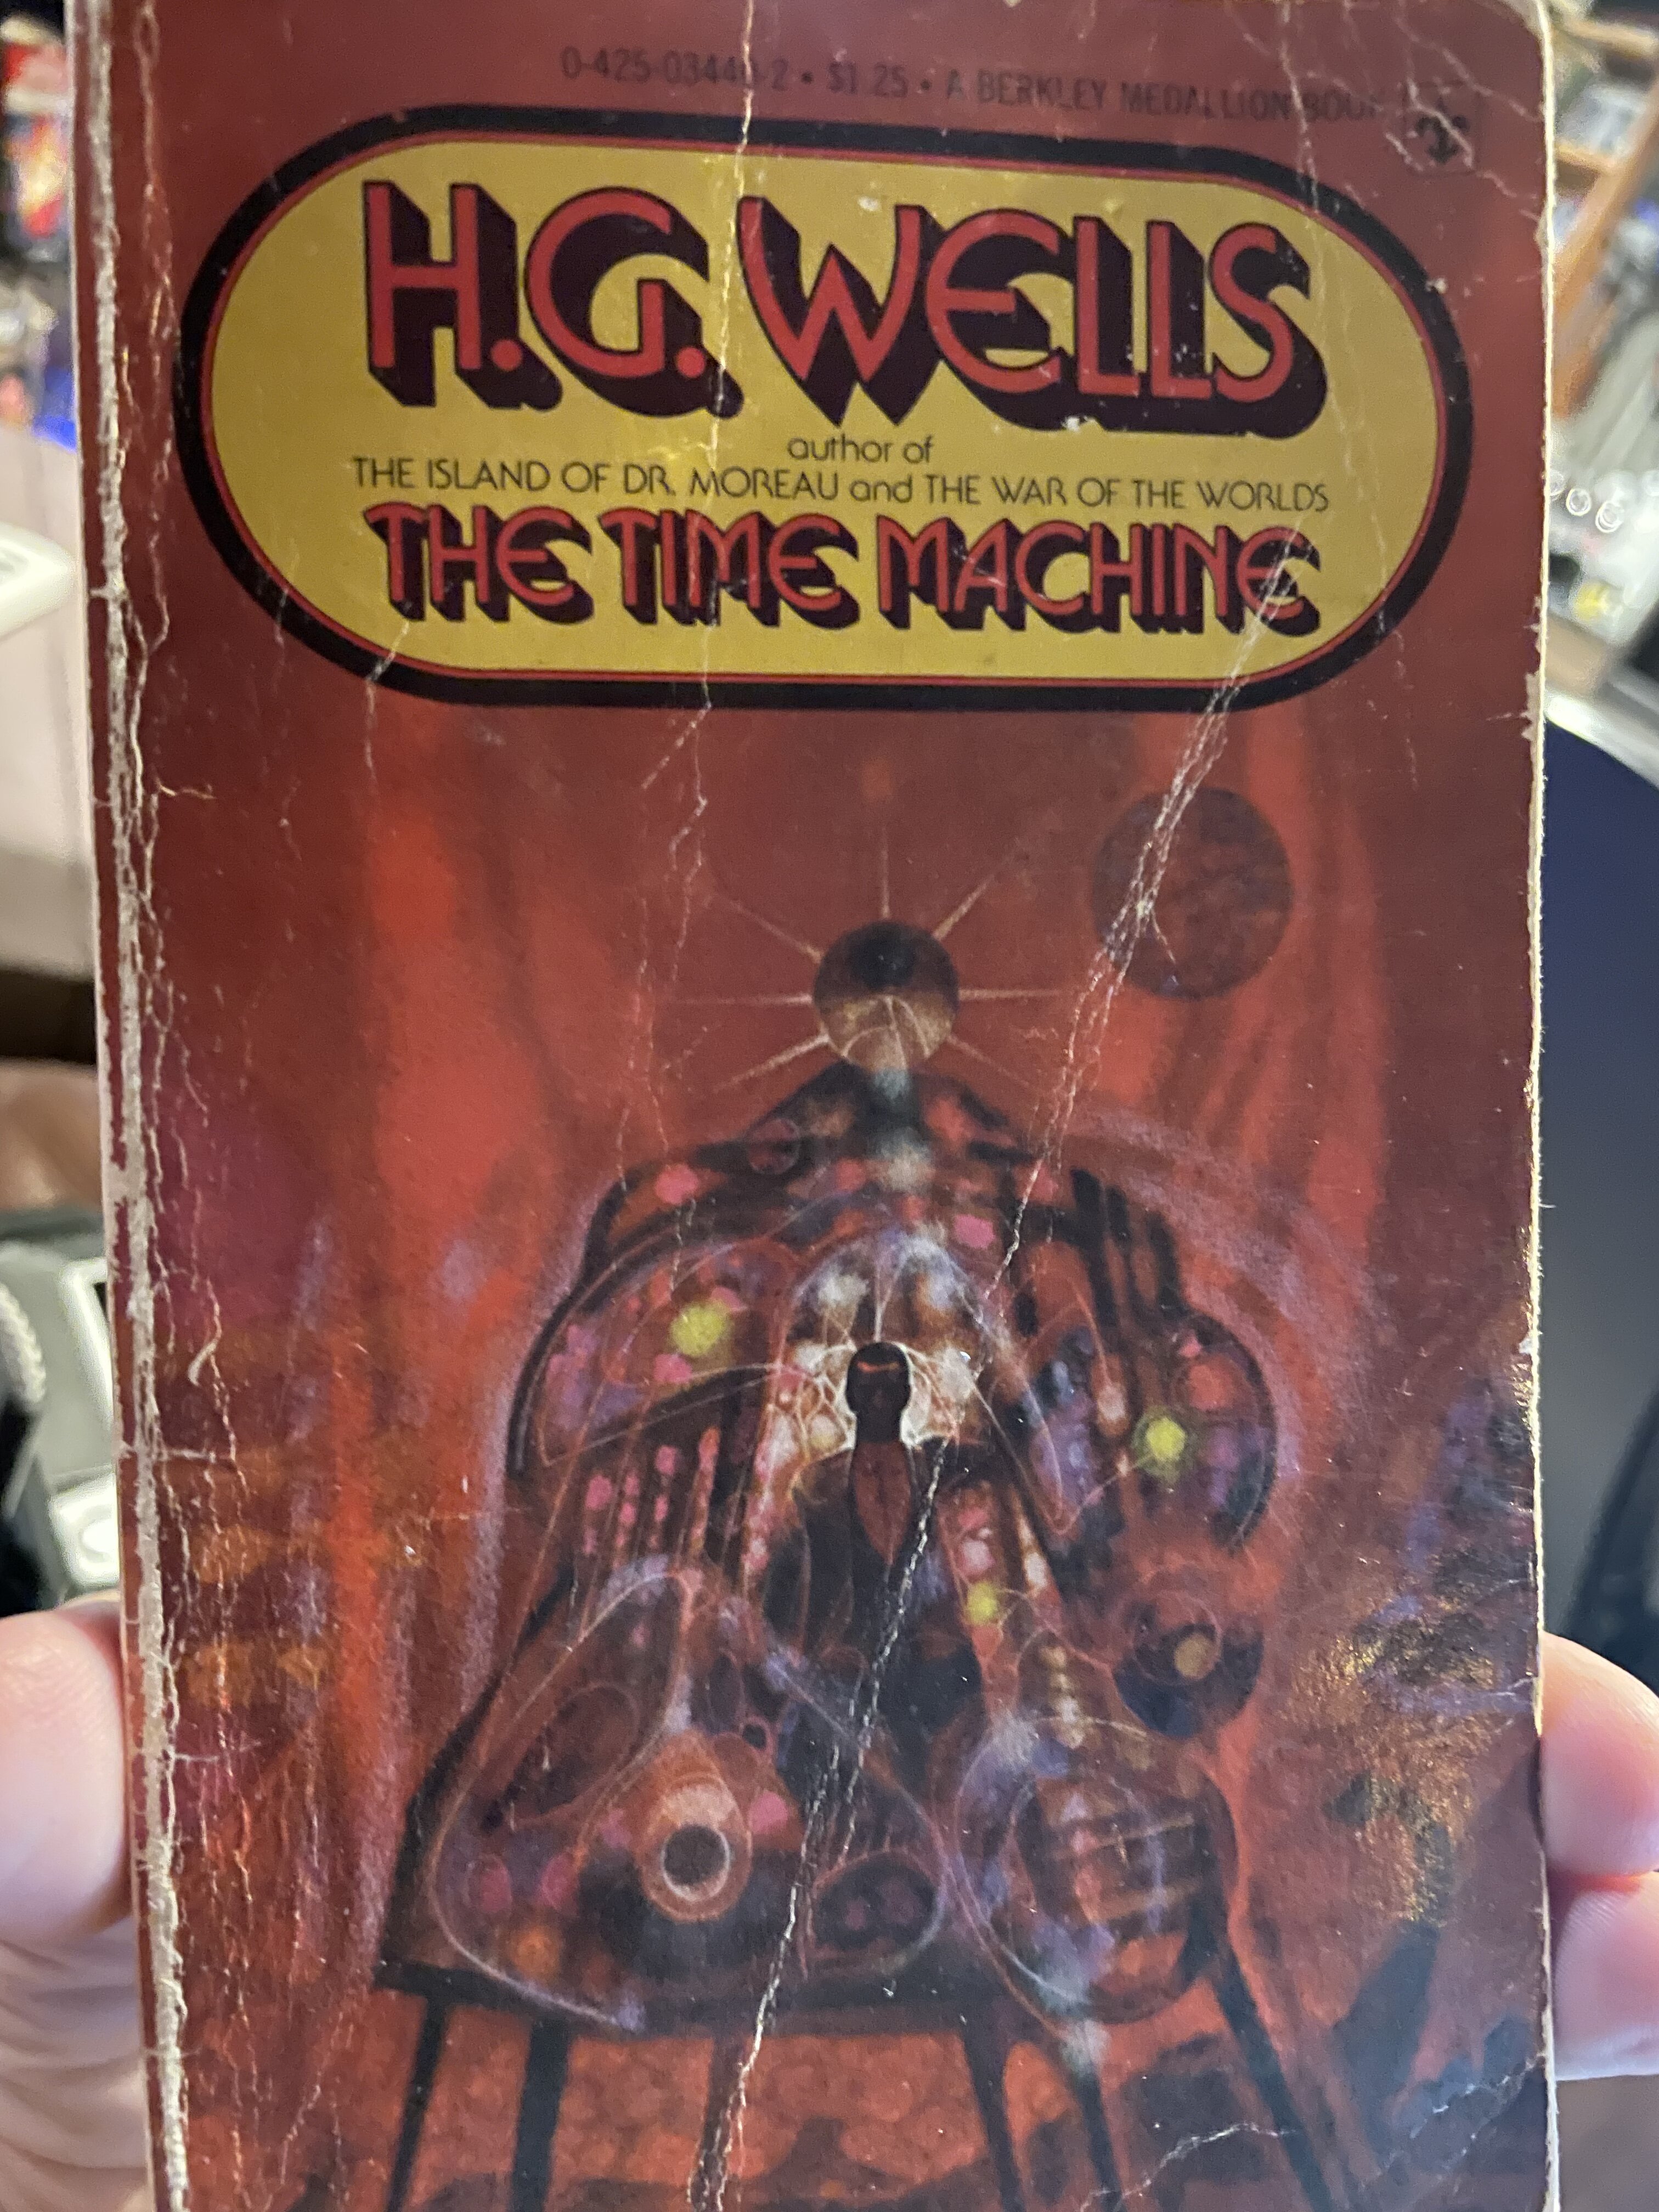 0-425-03440-2 • $1.25 • A BERKLEY MEDALLION BOOK
H.G. WELLS
author of
THE ISLAND OF DR. MOREAU and THE WAR OF THE WORLDS
THE TIME MACHINE